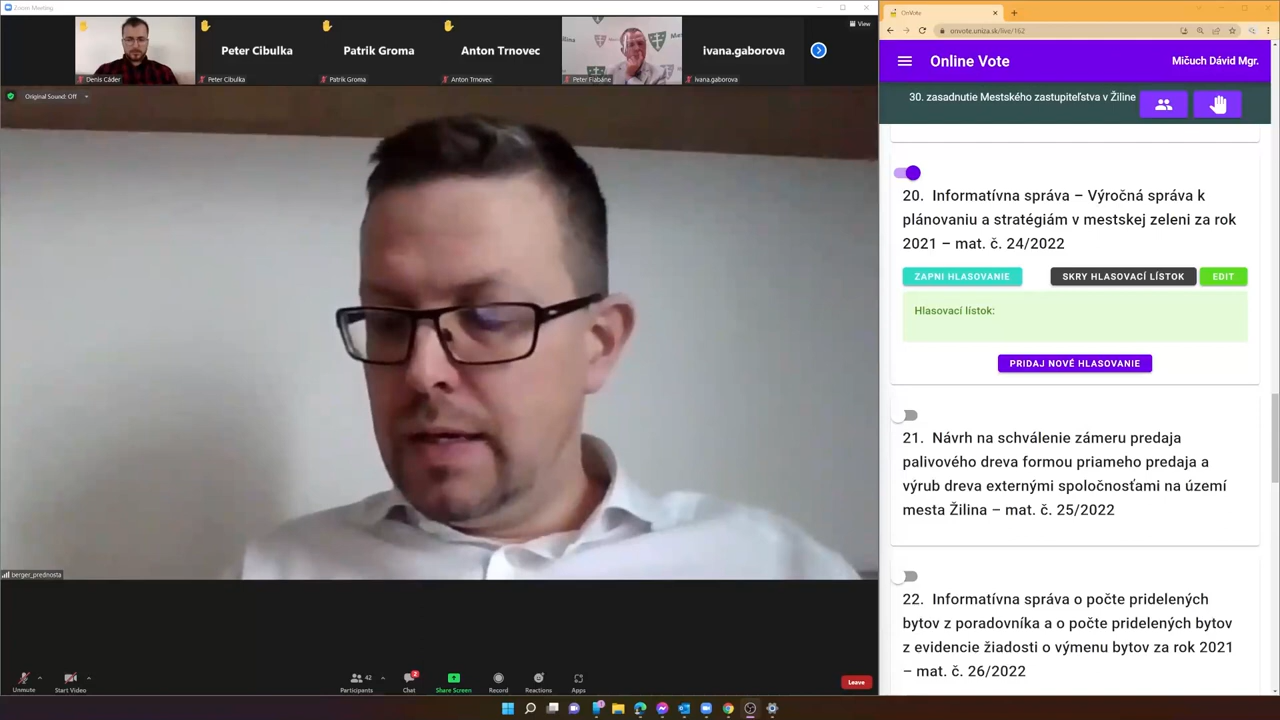 Zoom Meeting
View
Peter Cibulka
Patrik Groma
Anton Trnovec
ivana.gaborova
Denis Cáder
Peter Cibulka
Patrik Groma
Anton Trnovec
Peter Fiabáne
ivana.gaborova
Original Sound: Off
berger_prednosta
Unmute
Start Video
Participants
42
Chat
2
Share Screen
Record
Reactions
Apps
Leave
OnVote
onvote.uniza.sk/live/162
Online Vote
Mičuch Dávid Mgr.
30. zasadnutie Mestského zastupiteľstva v Žiline
20. Informatívna správa – Výročná správa k
plánovaniu a stratégiám v mestskej zeleni za rok
2021 – mat. č. 24/2022
ZAPNI HLASOVANIE
SKRY HLASOVACÍ LÍSTOK
EDIT
Hlasovací lístok:
PRIDAJ NOVÉ HLASOVANIE
21. Návrh na schválenie zámeru predaja
palivového dreva formou priameho predaja a
výrub dreva externými spoločnosťami na území
mesta Žilina – mat. č. 25/2022
22. Informatívna správa o počte pridelených
bytov z poradovníka a o počte pridelených bytov
z evidencie žiadosti o výmenu bytov za rok 2021
– mat. č. 26/2022